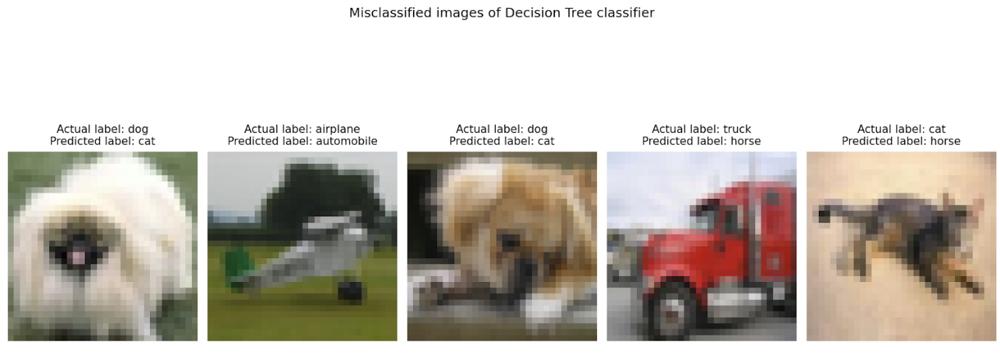 Misclassified images of Decision Tree classifier
Actual label: dog
Predicted label: cat
Actual label: airplane
Predicted label: automobile
Actual label: dog
Predicted label: cat
Actual label: truck
Predicted label: horse
Actual label: cat
Predicted label: horse